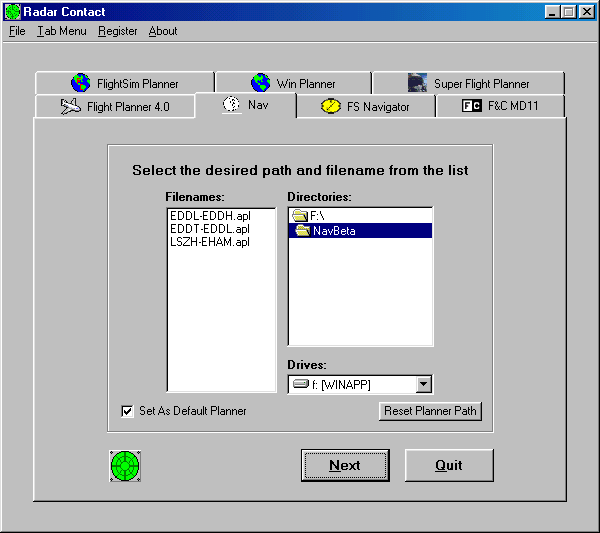 Radar Contact
File Tab Menu Register About
FlightSim Planner Win Planner Super Flight Planner
Flight Planner 4.0 Nav FS Navigator F&C F&C MD11
Select the desired path and filename from the list
Filenames: Directories:
EDDL-EDDH.apl
EDDT-EDDL.apl
LSZH-EHAM.apl
F:\
NavBeta
Drives:
f: [WINAPP]
Set As Default Planner Reset Planner Path
Next Quit